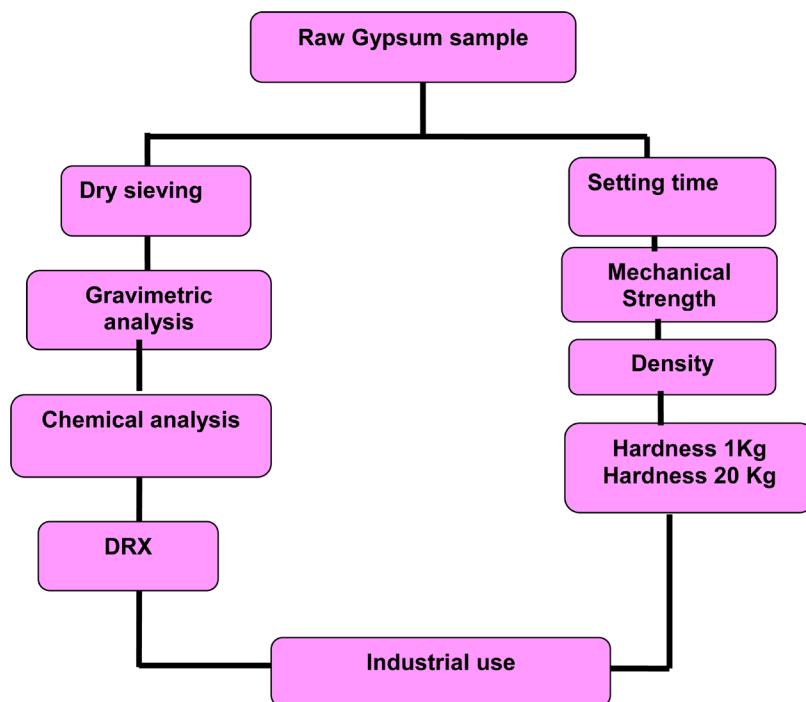 Raw Gypsum sample
Dry sieving
Gravimetric
analysis
Chemical analysis
DRX
Setting time
Mechanical
Strength
Density
Hardness 1Kg
Hardness 20 Kg
Industrial use